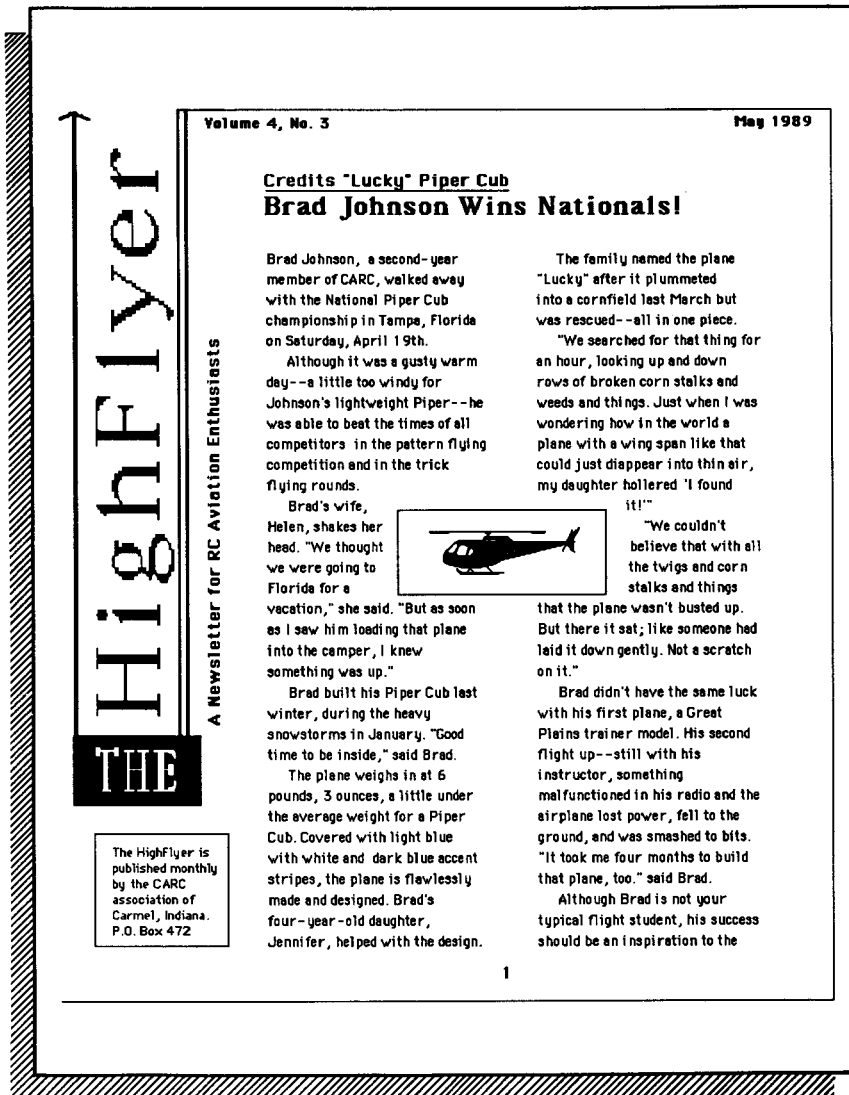 Volume 4, No. 3
May 1989
THE
HighFlyer
A Newsletter for RC Aviation Enthusiasts
Credits "Lucky" Piper Cub
Brad Johnson Wins Nationals!
Brad Johnson, a second-year
member of CARC, walked away
with the National Piper Cub
championship in Tampa, Florida
on Saturday, April 19th.
Although it was a gusty warm
day--a little too windy for
Johnson's lightweight Piper--he
was able to beat the times of all
competitors in the pattern flying
competition and in the trick
flying rounds.
Brad's wife,
Helen, shakes her
head. "We thought
we were going to
Florida for a
vacation," she said. "But as soon
as I saw him loading that plane
into the camper, I knew
something was up."
Brad built his Piper Cub last
winter, during the heavy
snowstorms in January. "Good
time to be inside," said Brad.
The plane weighs in at 6
pounds, 3 ounces, a little under
the average weight for a Piper
Cub. Covered with light blue
with white and dark blue accent
stripes, the plane is flawlessly
made and designed. Brad's
four-year-old daughter,
Jennifer, helped with the design.
The family named the plane
"Lucky" after it plummeted
into a cornfield last March but
was rescued--all in one piece.
"We searched for that thing for
an hour, looking up and down
rows of broken corn stalks and
weeds and things. Just when I was
wondering how in the world a
plane with a wing span like that
could just diappear into thin air,
my daughter hollered 'I found
it!'"
"We couldn't
believe that with all
the twigs and corn
stalks and things
that the plane wasn't busted up.
But there it sat; like someone had
laid it down gently. Not a scratch
on it."
Brad didn't have the same luck
with his first plane, a Great
Plains trainer model. His second
flight up--still with his
instructor, something
malfunctioned in his radio and the
airplane lost power, fell to the
ground, and was smashed to bits.
"It took me four months to build
that plane, too." said Brad.
Although Brad is not your
typical flight student, his success
should be an inspiration to the
The HighFlyer is
published monthly
by the CARC
association of
Carmel, Indiana.
P.O. Box 472
1